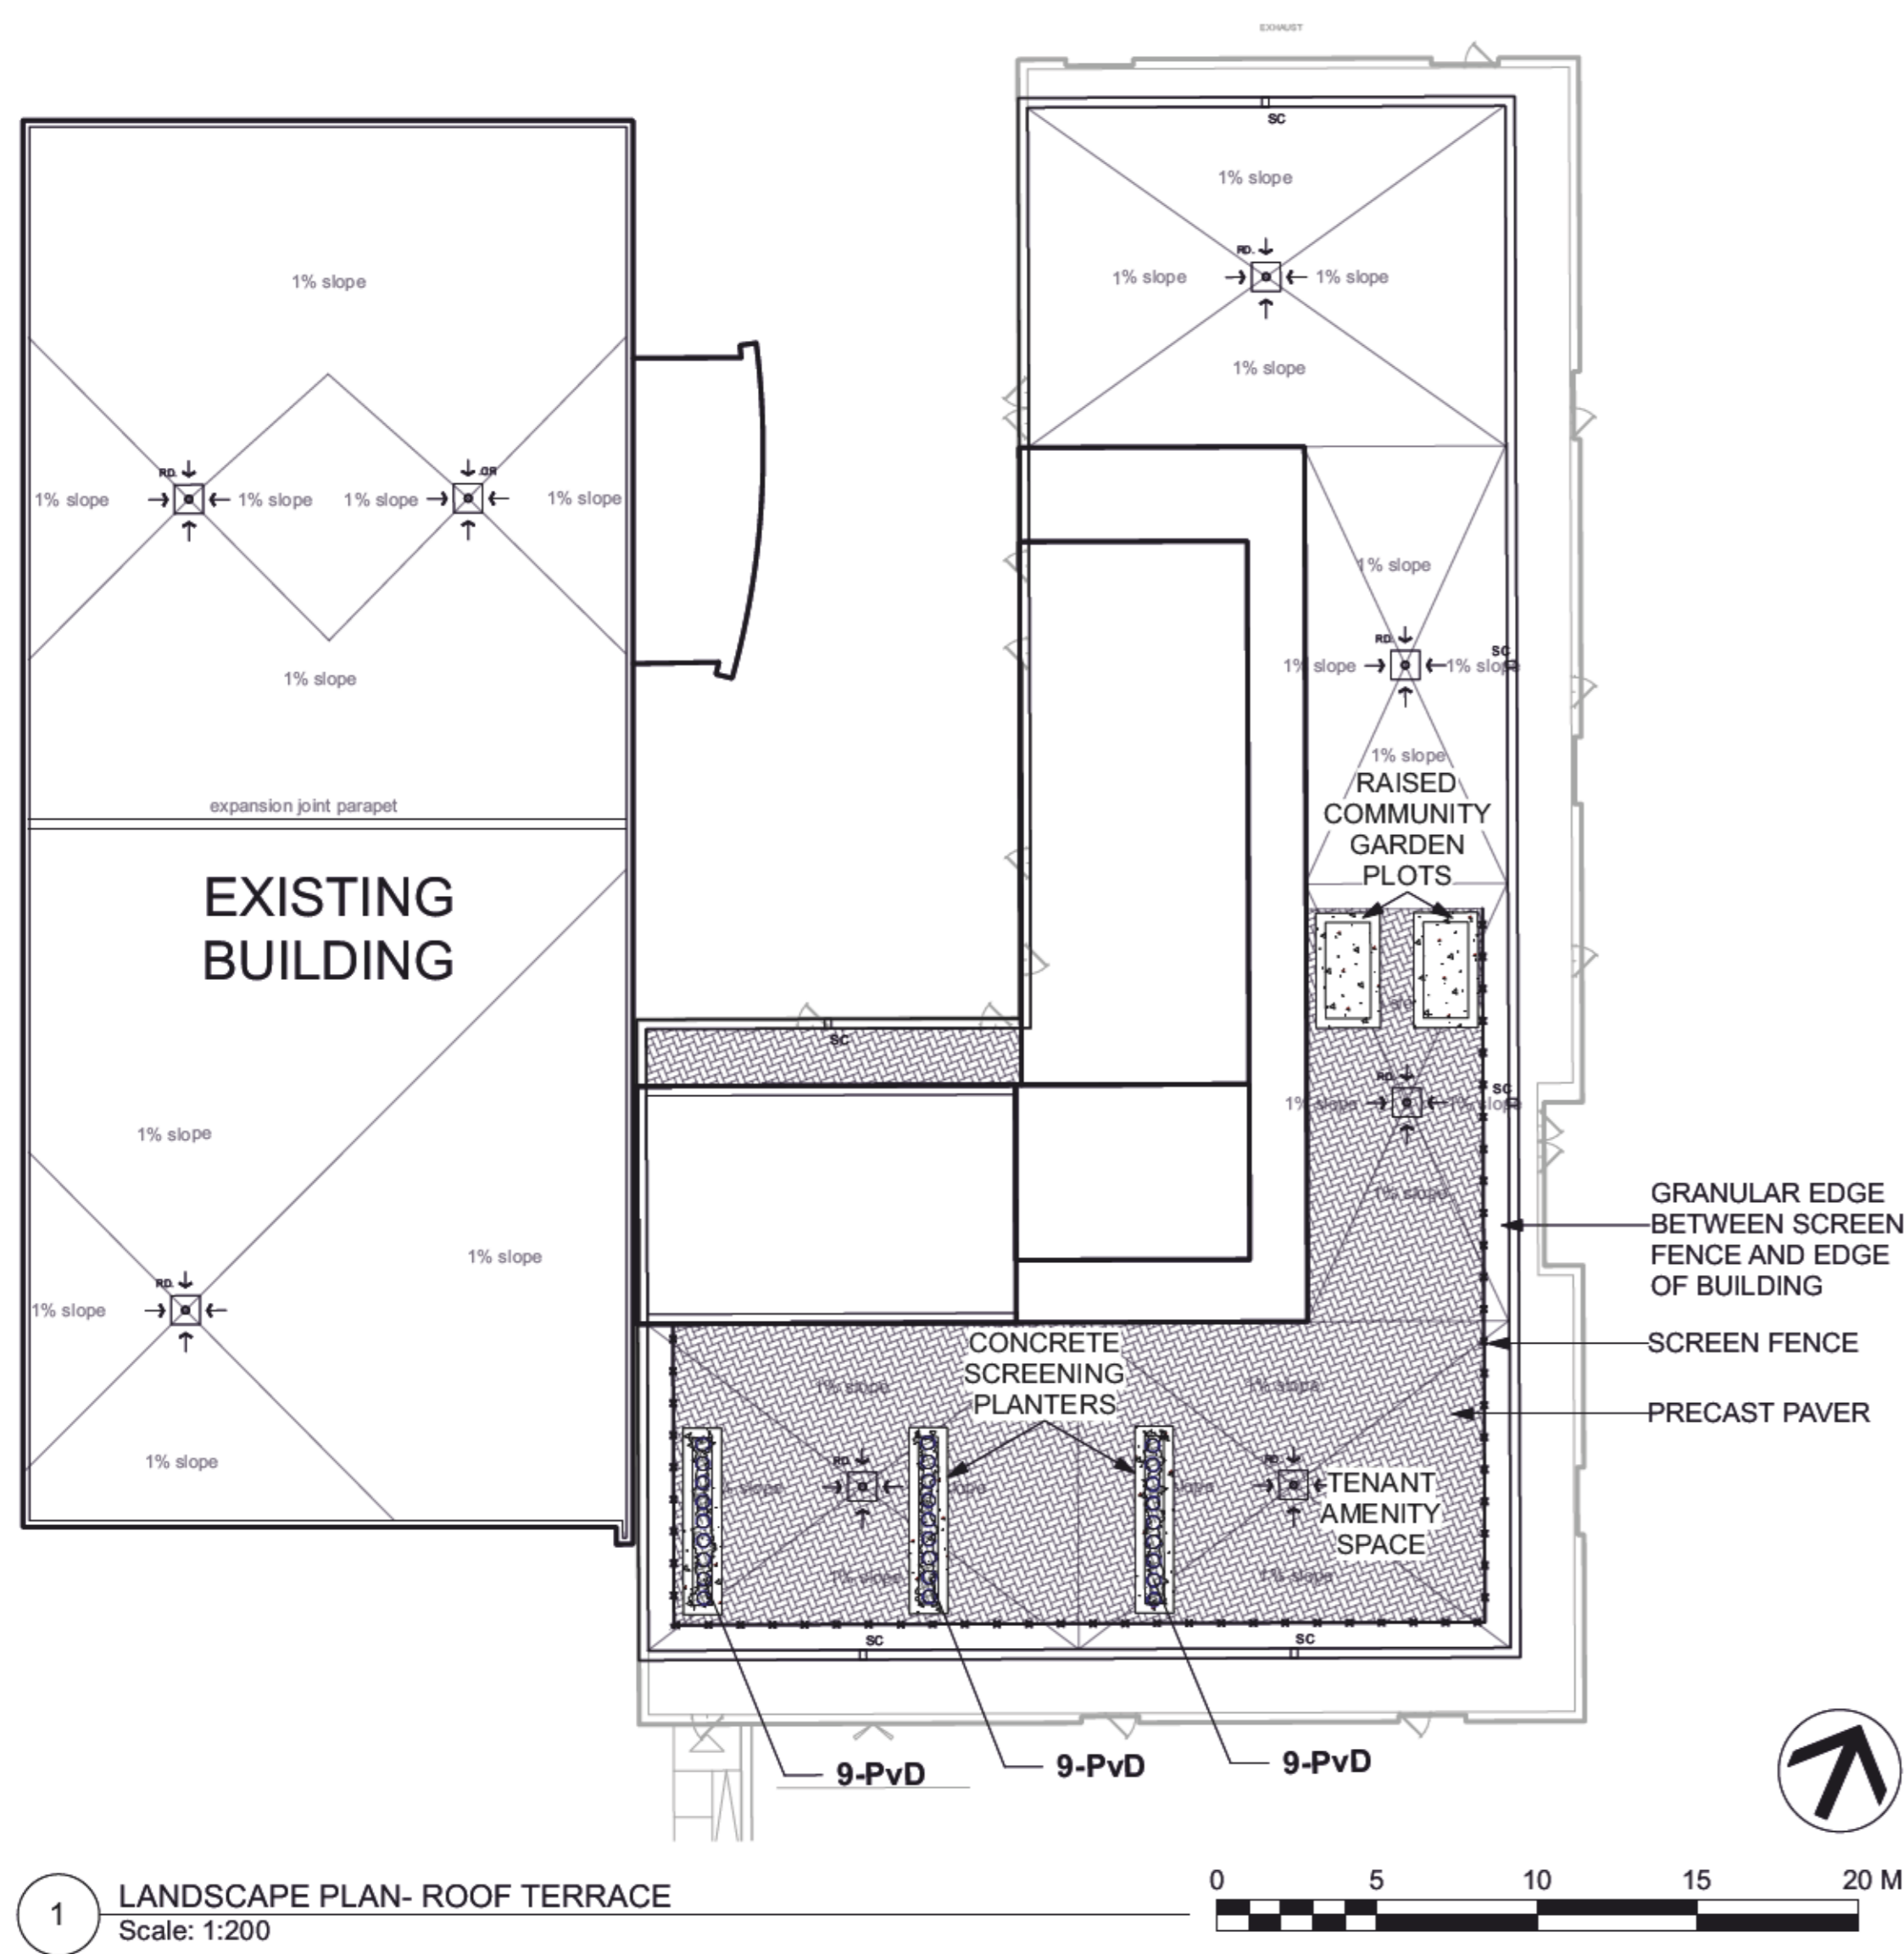 EXHAUST
SC
1% slope
RD.
1% slope
1% slope
1% slope
1% slope
RD.
RD.
1% slope
1% slope
1% slope
1% slope
1% slope
1% slope
RD.
SC
1% slope
1% slope
1% slope
RAISED
COMMUNITY
GARDEN
PLOTS
expansion joint parapet
EXISTING
BUILDING
SC
RD.
SC
1% slope
1% slope
1% slope
1% slope
1% slope
RD.
1% slope
1% slope
GRANULAR EDGE
BETWEEN SCREEN
FENCE AND EDGE
OF BUILDING
SCREEN FENCE
PRECAST PAVER
CONCRETE
SCREENING
PLANTERS
1% slope
1% slope
RD.
RD.
% slope
slope
slope
TENANT
AMENITY
SPACE
1% slope
1% slope
SC
SC
9-PvD
9-PvD
9-PvD
1
LANDSCAPE PLAN- ROOF TERRACE
Scale: 1:200
0 5 10 15 20 M